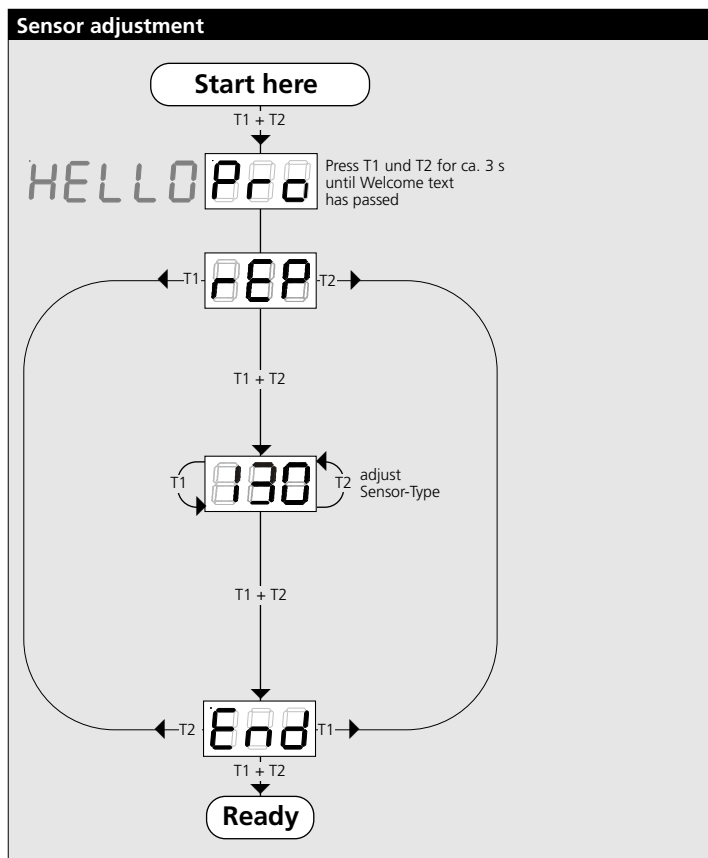 Sensor adjustment
Start here
T1 + T2
HELLO Pro
Press T1 und T2 for ca. 3 s
until Welcome text
has passed
T1 rEP T2
T1 + T2
T1 130 T2
adjust
Sensor-Type
T1 + T2
T2 End T1
T1 + T2
Ready